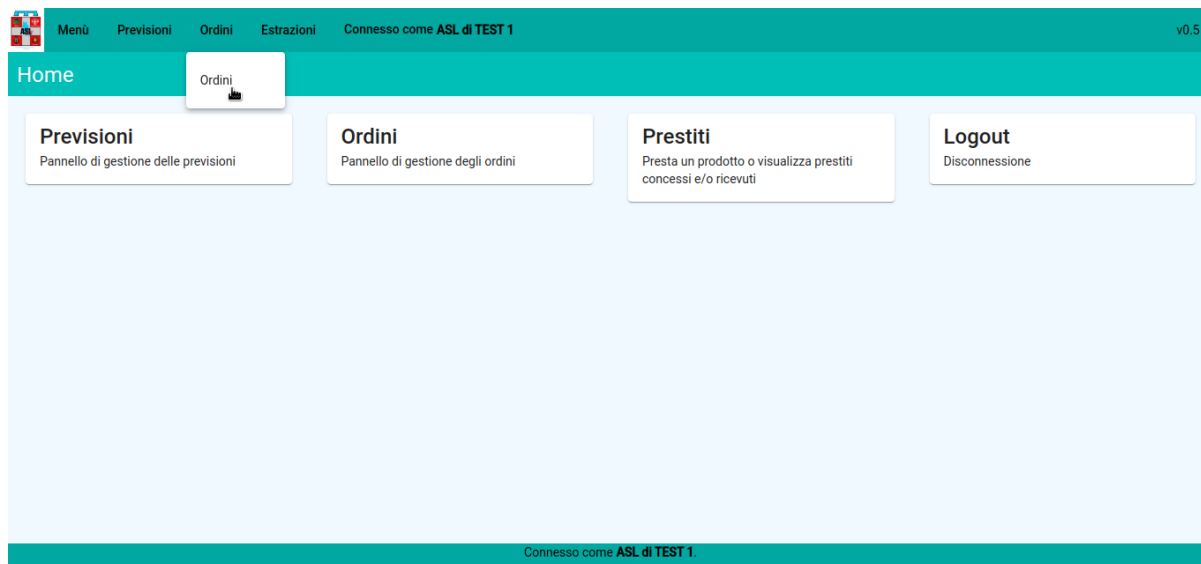 ASL
Menù Previsioni Ordini Estrazioni Connesso come ASL di TEST 1 v0.5
Home
Ordini
Previsioni
Pannello di gestione delle previsioni
Ordini
Pannello di gestione degli ordini
Prestiti
Presta un prodotto o visualizza prestiti
concessi e/o ricevuti
Logout
Disconnessione
Connesso come ASL di TEST 1.